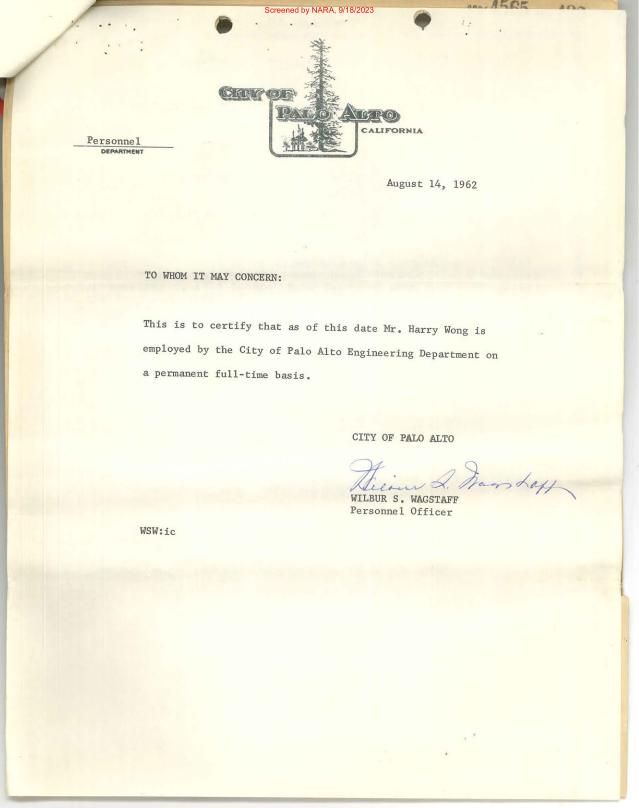 Screened by NARA, 9/18/2023
CITY OF
PALO ALTO
CALIFORNIA
Personnel
DEPARTMENT
August 14, 1962
TO WHOM IT MAY CONCERN:
This is to certify that as of this date Mr. Harry Wong is
employed by the City of Palo Alto Engineering Department on
a permanent full-time basis.
CITY OF PALO ALTO
Wilbur S. Wagstaff
WILBUR S. WAGSTAFF
Personnel Officer
WSW:ic